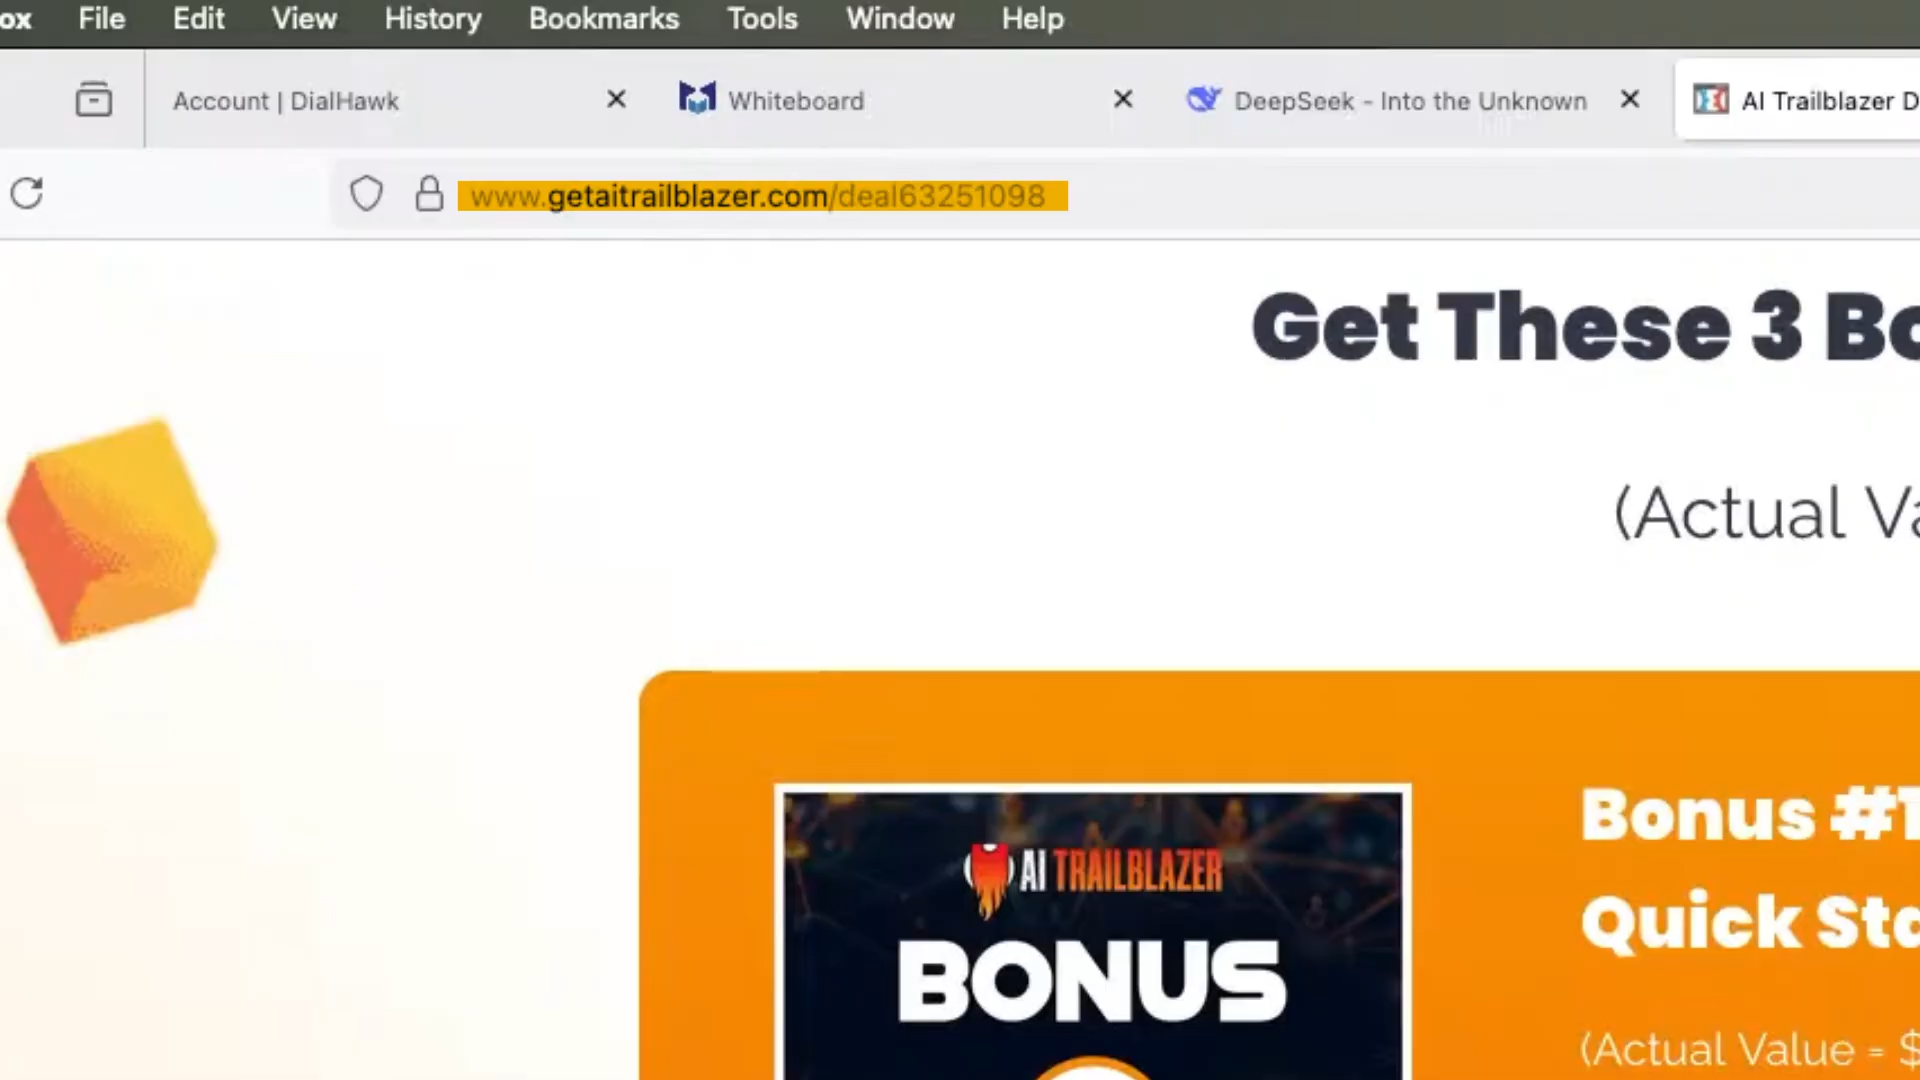 ox File Edit View History Bookmarks Tools Window Help
Account | DialHawk Whiteboard DeepSeek - Into the Unknown AI Trailblazer D
www.getaitrailblazer.com/deal63251098
Get These 3 Bo
(Actual Va
AI TRAILBLAZER
BONUS
Bonus #1
Quick Sta
(Actual Value = $